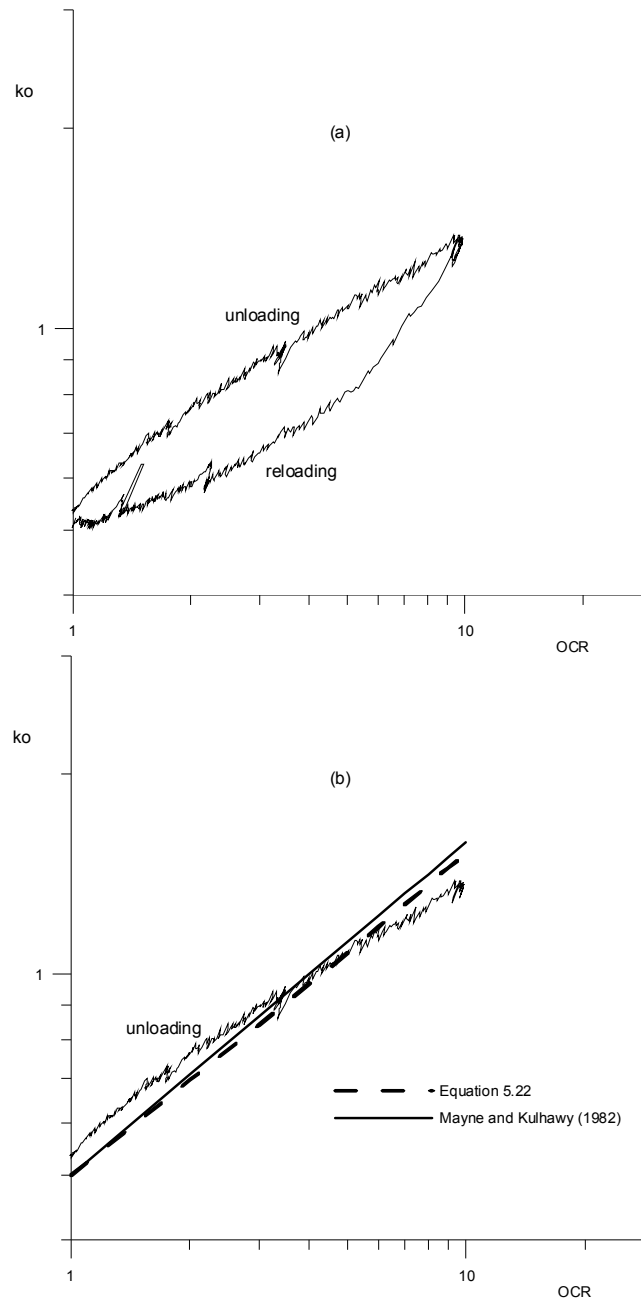 ko
(a)
unloading
1
reloading
1
10
OCR
ko
(b)
1
unloading
Equation 5.22
Mayne and Kulhawy (1982)
1
10
OCR